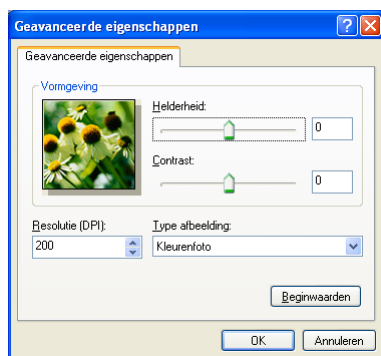 Geavanceerde eigenschappen
Geavanceerde eigenschappen
Vormgeving
Helderheid:
0
Contrast:
0
Resolutie (DPI):
Type afbeelding:
200
Kleurenfoto
Beginwaarden
OK
Annuleren